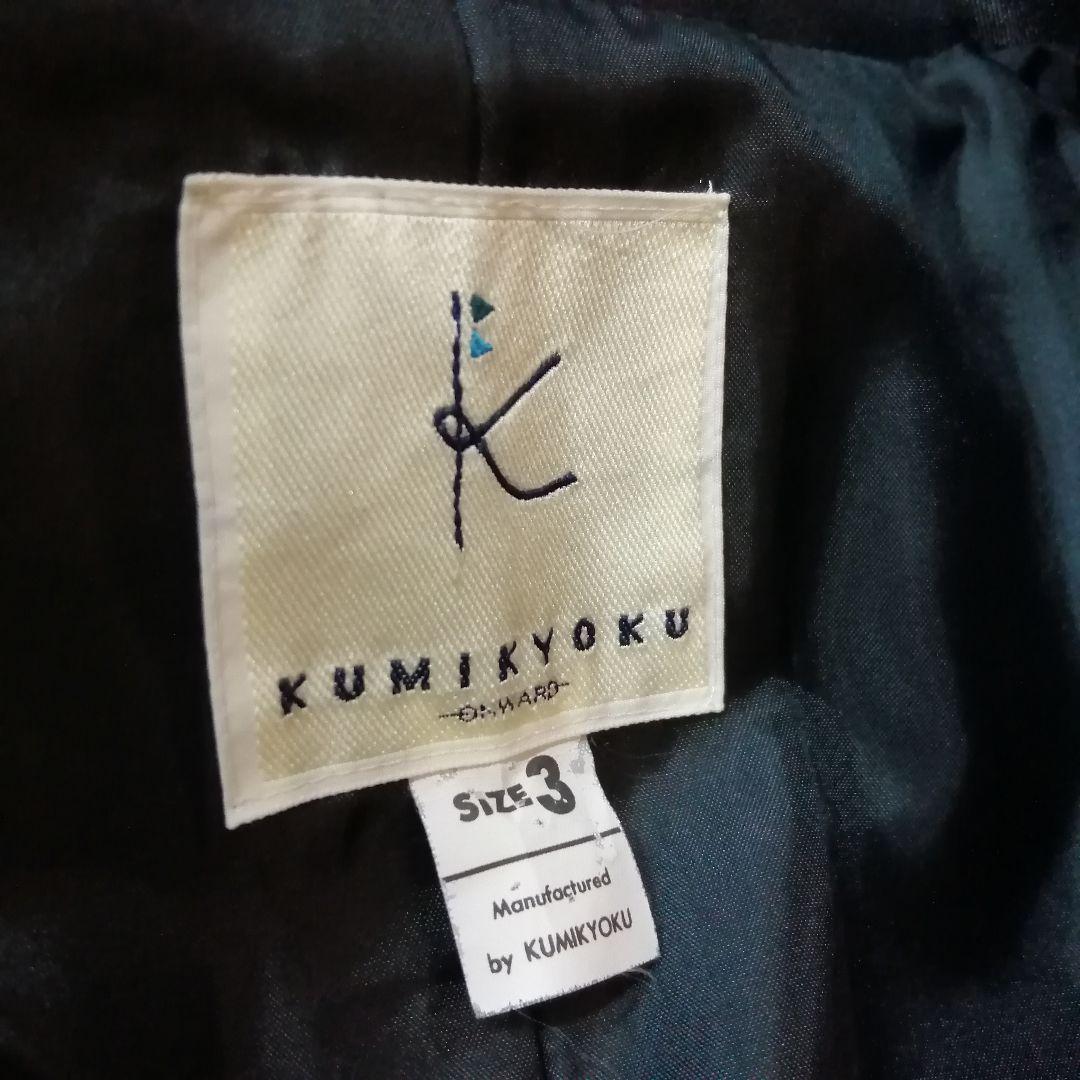 K
KUMIKYOKU
ONWARD
SIZE 3
Manufactured
by KUMIKYOKU